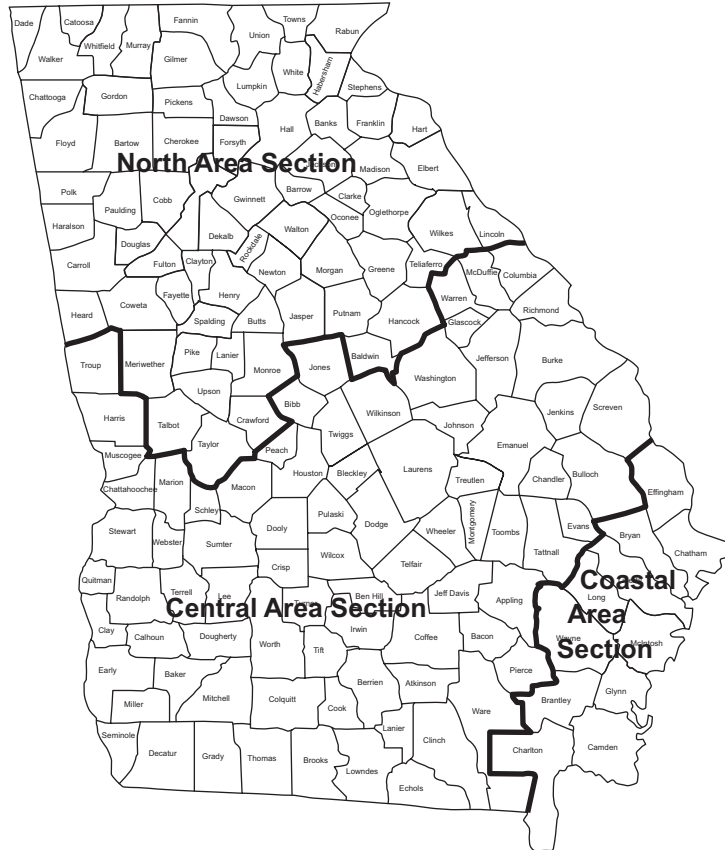 Dade
Catoosa
Fannin
Towns
Rabun
Union
Whitfield
Murray
Walker
Gilmer
White
Habersham
Lumpkin
Stephens
Chattooga
Gordon
Pickens
Dawson
Hall
Banks
Franklin
Hart
Floyd
Bartow
Cherokee
Forsyth
North Area Section
Madison
Elbert
Polk
Cobb
Barrow
Clarke
Paulding
Gwinnett
Oconee
Oglethorpe
Haralson
Walton
Wilkes
Lincoln
Douglas
Dekalb
Rockdale
Carroll
Fulton
Clayton
Newton
Morgan
Greene
Teliaferro
McDuffie
Columbia
Fayette
Henry
Warren
Heard
Coweta
Spalding
Butts
Jasper
Putnam
Hancock
Richmond
Glascock
Troup
Meriwether
Pike
Lanier
Monroe
Jones
Baldwin
Washington
Jefferson
Burke
Upson
Harris
Talbot
Crawford
Bibb
Wilkinson
Jenkins
Screven
Taylor
Twiggs
Johnson
Emanuel
Muscogee
Peach
Chattahoochee
Marion
Macon
Houston
Bleckley
Laurens
Treutlen
Candler
Bulloch
Effingham
Schley
Pulaski
Dodge
Montgomery
Stewart
Webster
Sumter
Dooly
Wheeler
Toombs
Evans
Bryan
Wilcox
Tattnall
Chatham
Crisp
Telfair
Quitman
Randolph
Terrell
Lee
Ben Hill
Jeff Davis
Appling
Coastal
Area
Section
Long
Central Area Section
Clay
Calhoun
Dougherty
Worth
Tift
Irwin
Coffee
Bacon
Wayne
McIntosh
Early
Baker
Pierce
Miller
Mitchell
Colquitt
Cook
Berrien
Atkinson
Ware
Brantley
Glynn
Seminole
Decatur
Grady
Thomas
Brooks
Lowndes
Lanier
Clinch
Echols
Charlton
Camden